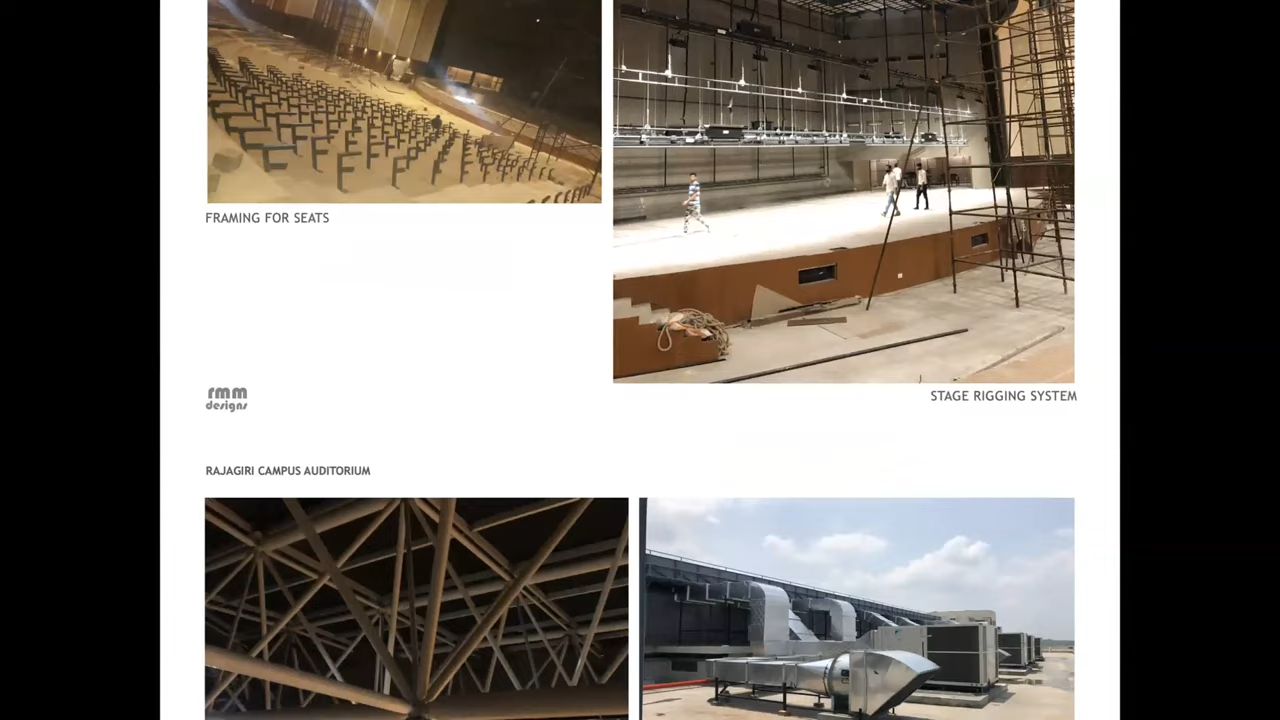 FRAMING FOR SEATS
rmm
designs
STAGE RIGGING SYSTEM
RAJAGIRI CAMPUS AUDITORIUM